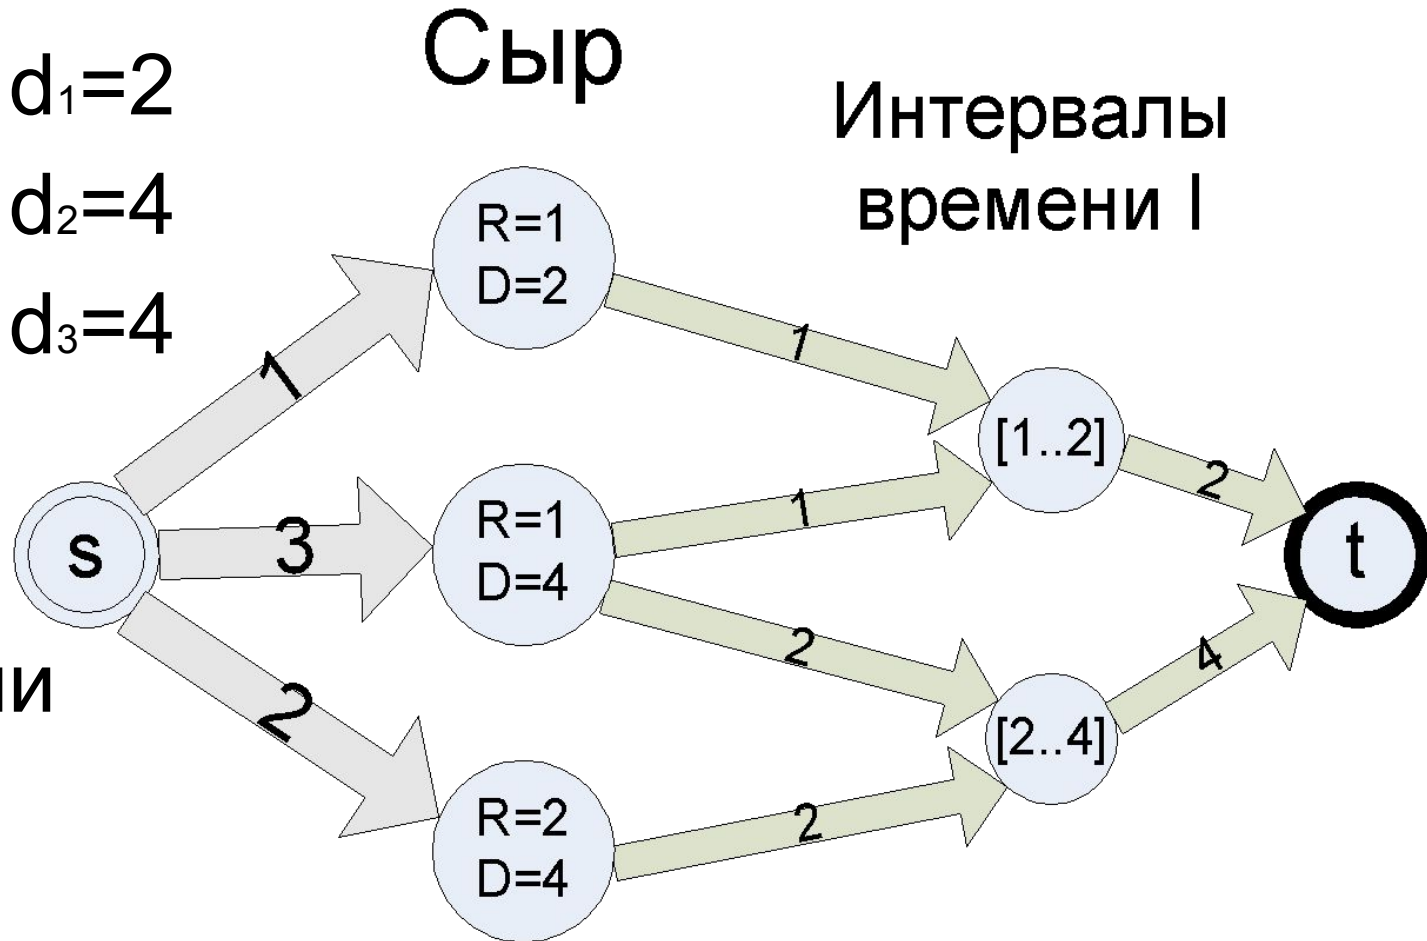 d1=2
d2=4
d3=4
Сыр
Интервалы
времени I
R=1
D=2
R=1
D=4
R=2
D=4
s
1
3
2
1
1
2
2
[1..2]
[2..4]
2
4
t